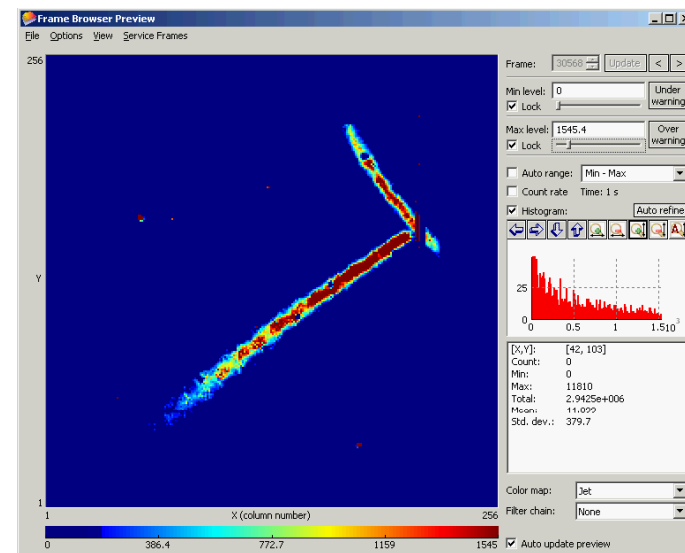 Frame Browser Preview
File Options View Service Frames
256
Y
1
1 X (column number) 256
0 386.4 772.7 1159 1545
Frame: 30568 Update < >
Min level: 0 Under warning
Lock
Max level: 1545.4 Over warning
Lock
Auto range: Min - Max
Count rate Time: 1 s
Histogram: Auto refine
25
0
0 0.5 1 1.510 3
[X,Y]: [42, 103]
Count: 0
Min: 0
Max: 11810
Total: 2.9425e+006
Std. dev.: 379.7
Color map: Jet
Filter chain: None
Auto update preview